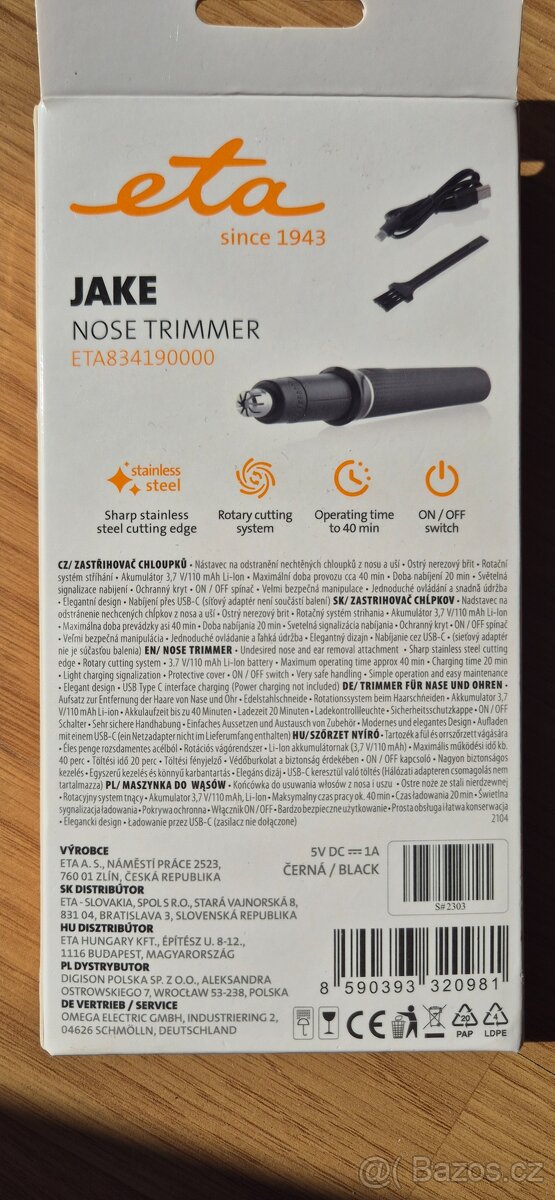 eta
since 1943
JAKE
NOSE TRIMMER
ETA834190000
stainless
steel
Sharp stainless
steel cutting edge
Rotary cutting
system
Operating time
to 40 min
ON / OFF
switch
CZ/ ZASTŘIHOVAČ CHLOUPKŮ • Nástavec na odstranění nechtěných chloupků z nosu a uší • Ostrý nerezový břit • Rotační
systém stříhání • Akumulátor 3,7 V/110 mAh Li-Ion • Maximální doba provozu cca 40 min • Doba nabíjení 20 min • Světelná
signalizace nabíjení • Ochranný kryt • ON / OFF spínač • Velmi bezpečná manipulace • Jednoduché ovládání a snadná údržba
• Elegantní design • Nabíjení přes USB-C (síťový adaptér není součástí balení) SK/ ZASTRIHOVAČ CHĹPKOV • Nadstavec na
odstránenie nechcených chĺpkov z nosa a uší • Ostrý nerezový brit • Rotačný systém strihania • Akumulátor 3,7 V/110 mAh Li-Ion
• Maximálna doba prevádzky asi 40 min • Doba nabíjania 20 min • Svetelná signalizácia nabíjania • Ochranný kryt • ON / OFF spínač
• Veľmi bezpečná manipulácia • Jednoduché ovládanie a ľahká údržba • Elegantný dizajn • Nabíjanie cez USB-C (sieťový adaptér
nie je súčasťou balenia) EN/ NOSE TRIMMER • Undesired nose and ear removal attachment • Sharp stainless steel cutting
edge • Rotary cutting system • 3.7 V/110 mAh Li-Ion battery • Maximum operating time approx 40 min • Charging time 20 min
• Light charging signalization • Protective cover • ON / OFF switch • Very safe handling • Simple operation and easy maintenance
• Elegant design • USB Type C interface charging (Power charging not included) DE/ TRIMMER FÜR NASE UND OHREN •
Aufsatz zur Entfernung der Haare von Nase und Ohr • Edelstahlschneide • Rotationssystem beim Haarschneiden • Akkumulator 3,7
V/110 mAh Li-Ion • Akkulaufzeit bis zu 40 Minuten • Ladezeit 20 Minuten • Ladekontrollleuchte • Sicherheitsschutzkappe • ON / OFF
Schalter • Sehr sichere Handhabung • Einfaches Aussetzen und Austausch von Zubehör • Modernes und elegantes Design • Aufladen
mit einem USB-C (ein Netzadapter nicht im Lieferumfang enthalten) HU/ SZŐRZET NYÍRÓ • Tartozék a fül és orrszőrzet vágására
• Éles penge rozsdamentes acélból • Rotációs vágórendszer • Li-Ion akkumulátornak (3,7 V/110 mAh) • Maximális működési idő kb.
40 perc • Töltési idő 20 perc • Töltési fényjelző • Védőburkolat a biztonság érdekében • ON / OFF kapcsoló • Nagyon biztonságos
kezelés • Egyszerű kezelés és könnyű karbantartás • Elegáns dizájn • USB-C keresztül való töltés (Hálózati adapteren csomagolás nem
tartalmazza) PL/ MASZYNKA DO WĄSÓW • Końcówka do usuwania włosów z nosa i uszu • Ostre noże ze stali nierdzewnej
• Rotacyjny system tnący • Akumulator 3,7 V/110 mAh, Li-Ion • Maksymalny czas pracy ok. 40 min • Czas ładowania 20 min • Świetlna
sygnalizacja ładowania • Pokrywa ochronna • Włącznik ON / OFF • Bardzo bezpieczne użytkowanie • Prosta obsługa i łatwa konserwacja
• Elegancki design • Ładowanie przez USB-C (zasilacz nie dołączone) 2104
VÝROBCE
ETA A. S., NÁMĚSTÍ PRÁCE 2523,
760 01 ZLÍN, ČESKÁ REPUBLIKA
SK DISTRIBÚTOR
ETA - SLOVAKIA, SPOL S R.O., STARÁ VAJNORSKÁ 8,
831 04, BRATISLAVA 3, SLOVENSKÁ REPUBLIKA
HU DISZTRIBÚTOR
ETA HUNGARY KFT., ÉPÍTÉSZ U. 8-12.,
1116 BUDAPEST, MAGYARORSZÁG
PL DYSTRYBUTOR
DIGISON POLSKA SP. Z O.O., ALEKSANDRA
OSTROWSKIEGO 7, WROCŁAW 53-238, POLSKA
DE VERTRIEB / SERVICE
OMEGA ELECTRIC GMBH, INDUSTRIERING 2,
04626 SCHMÖLLN, DEUTSCHLAND
5V DC 1A
ČERNÁ / BLACK
S#2303
8 590393 320981
CE
20
PAP
4
LDPE
Bazos.cz